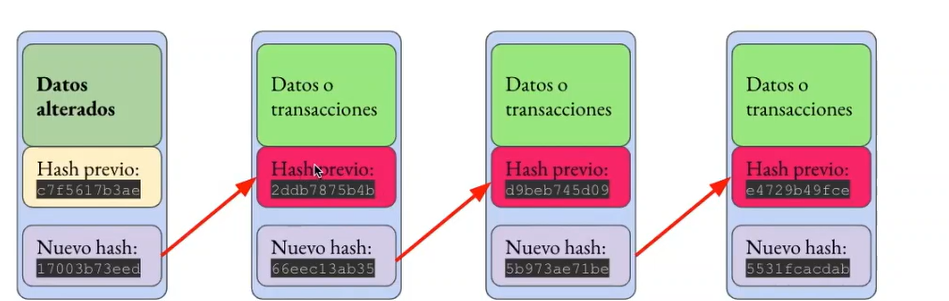 Datos
alterados
Hash previo:
c7f5617b3ae
Nuevo hash:
17003b73eed
Datos o
transacciones
Hash previo:
2ddb7875b4b
Nuevo hash:
66eec13ab35
Datos o
transacciones
Hash previo:
d9beb745d09
Nuevo hash:
5b973ae71be
Datos o
transacciones
Hash previo:
e4729b49fce
Nuevo hash:
5531fcacdab